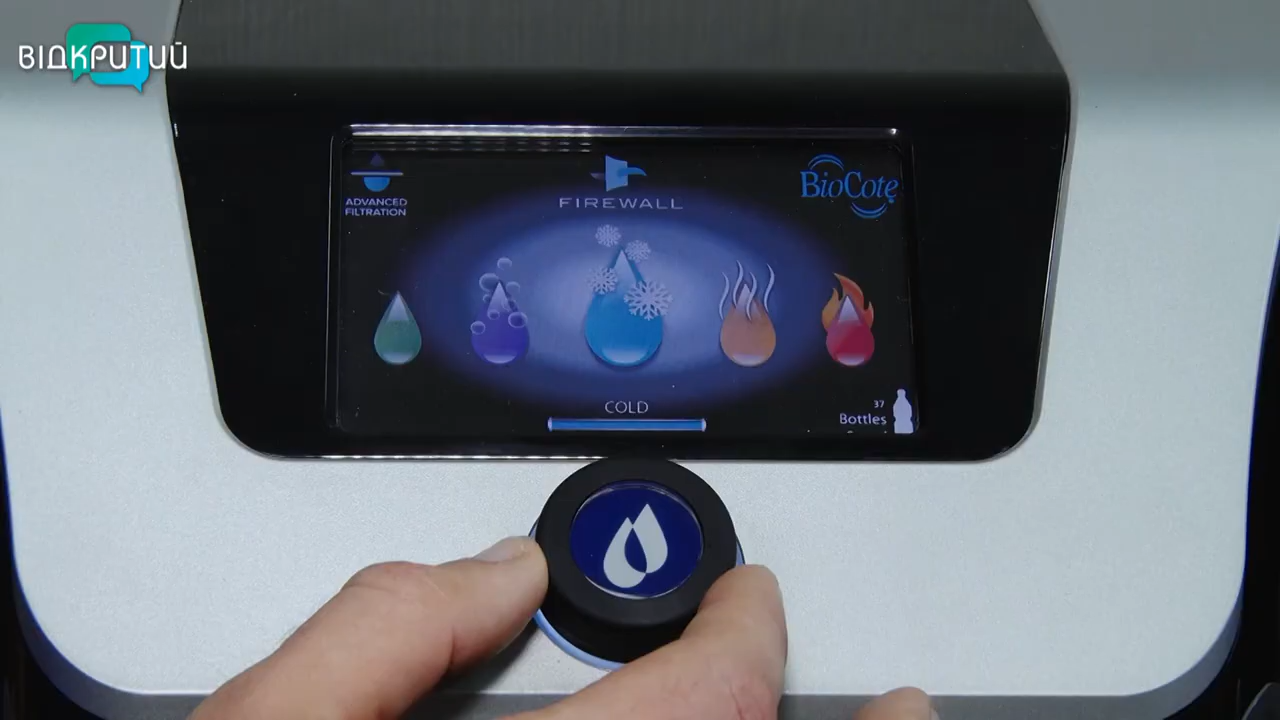 ВІДКРИТИЙ
ADVANCED
FILTRATION
FIREWALL
BioCote
COLD
37
Bottles